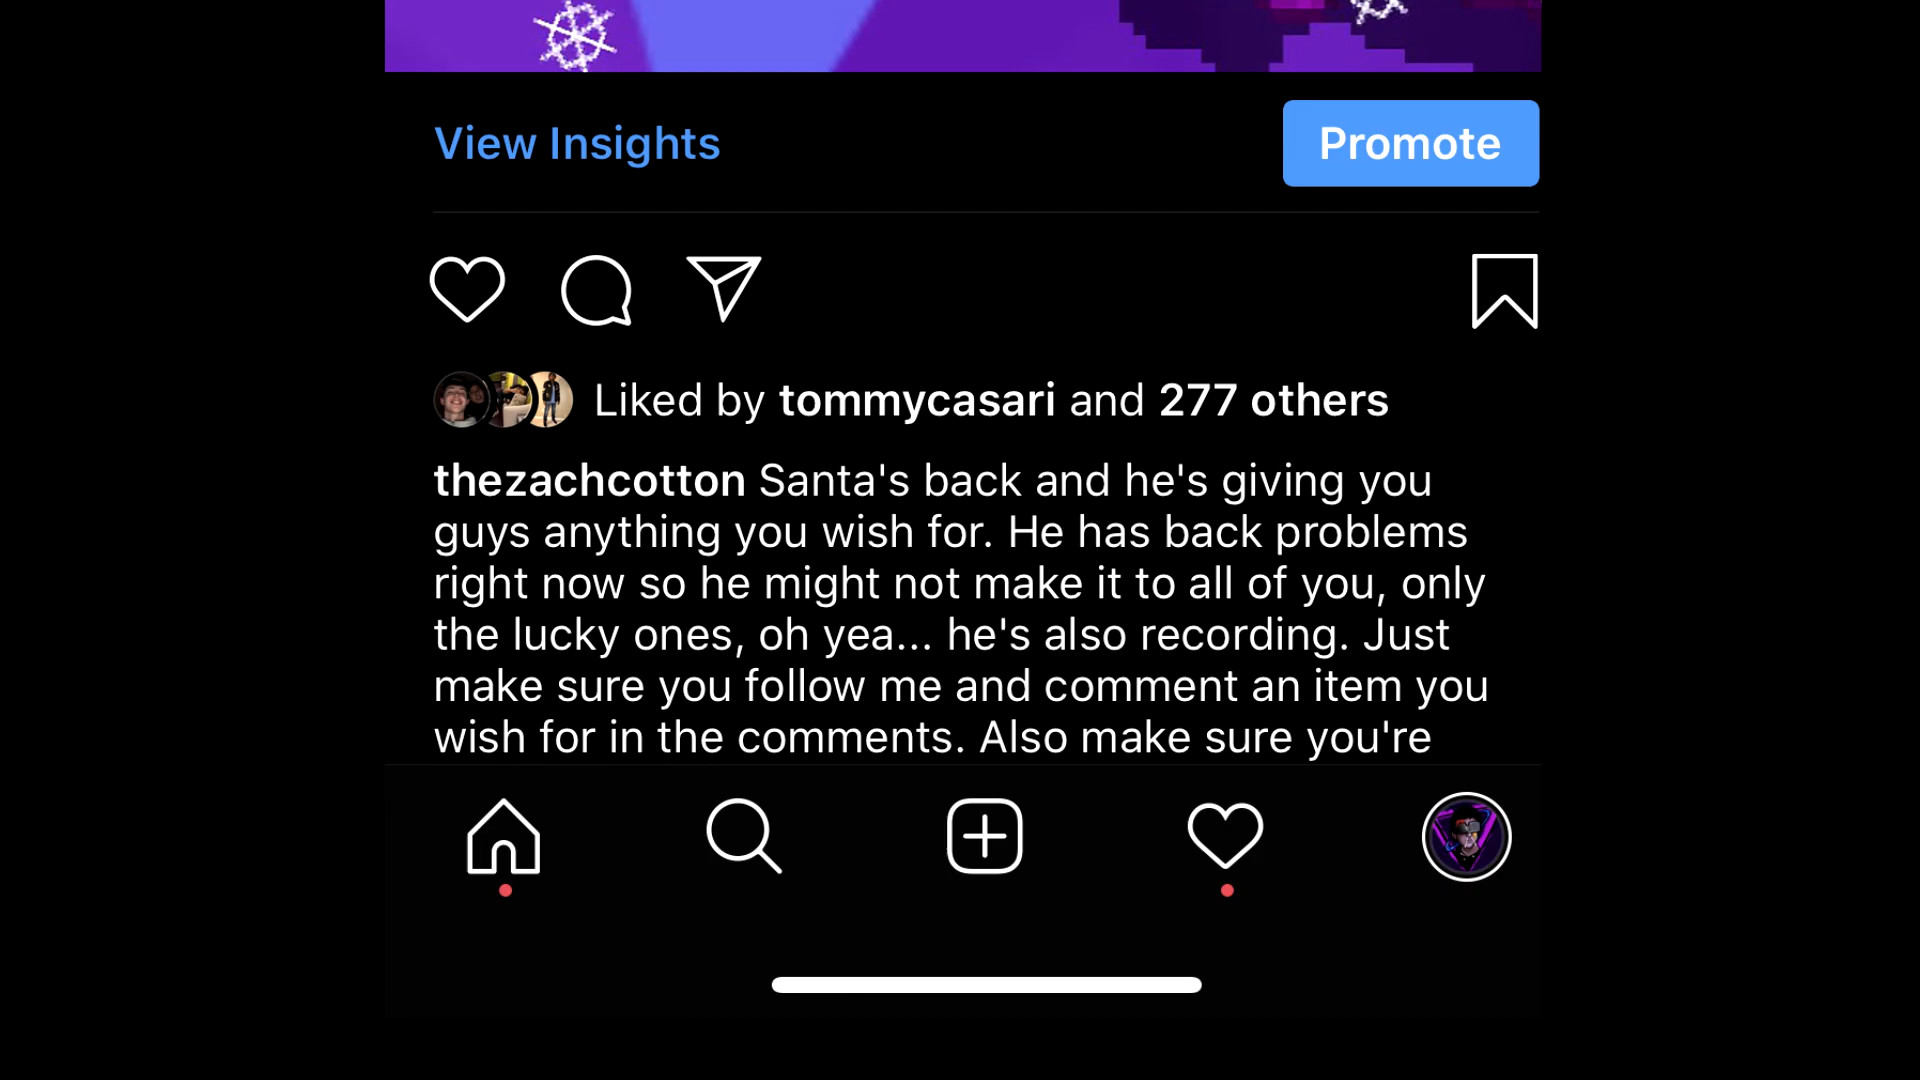 View Insights
Promote
Liked by tommycasari and 277 others
thezachcotton Santa's back and he's giving you
guys anything you wish for. He has back problems
right now so he might not make it to all of you, only
the lucky ones, oh yea... he's also recording. Just
make sure you follow me and comment an item you
wish for in the comments. Also make sure you're